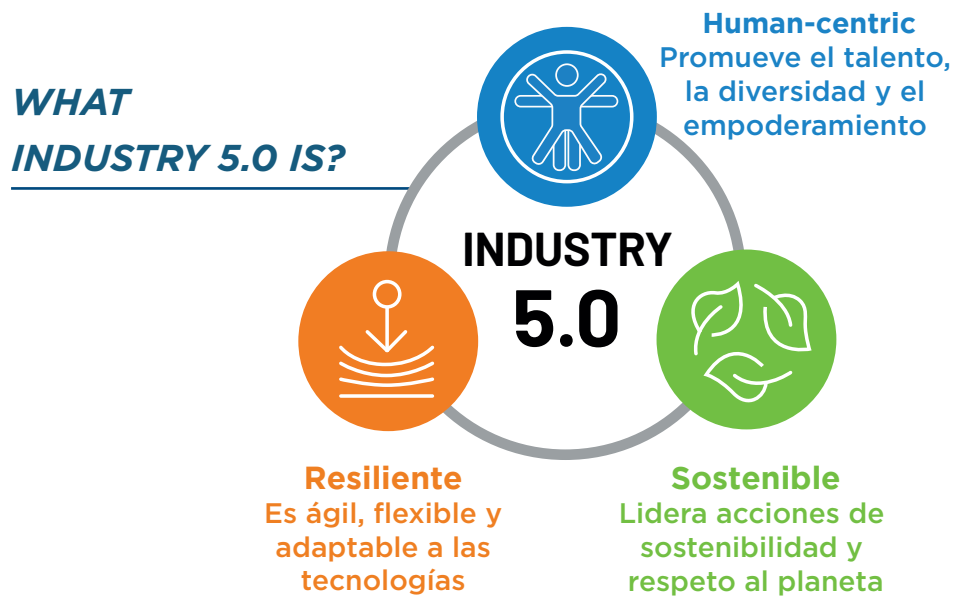 WHAT
INDUSTRY 5.0 IS?
Human-centric
Promueve el talento,
la diversidad y el
empoderamiento
INDUSTRY
5.0
Resiliente
Es ágil, flexible y
adaptable a las
tecnologías
Sostenible
Lidera acciones de
sostenibilidad y
respeto al planeta